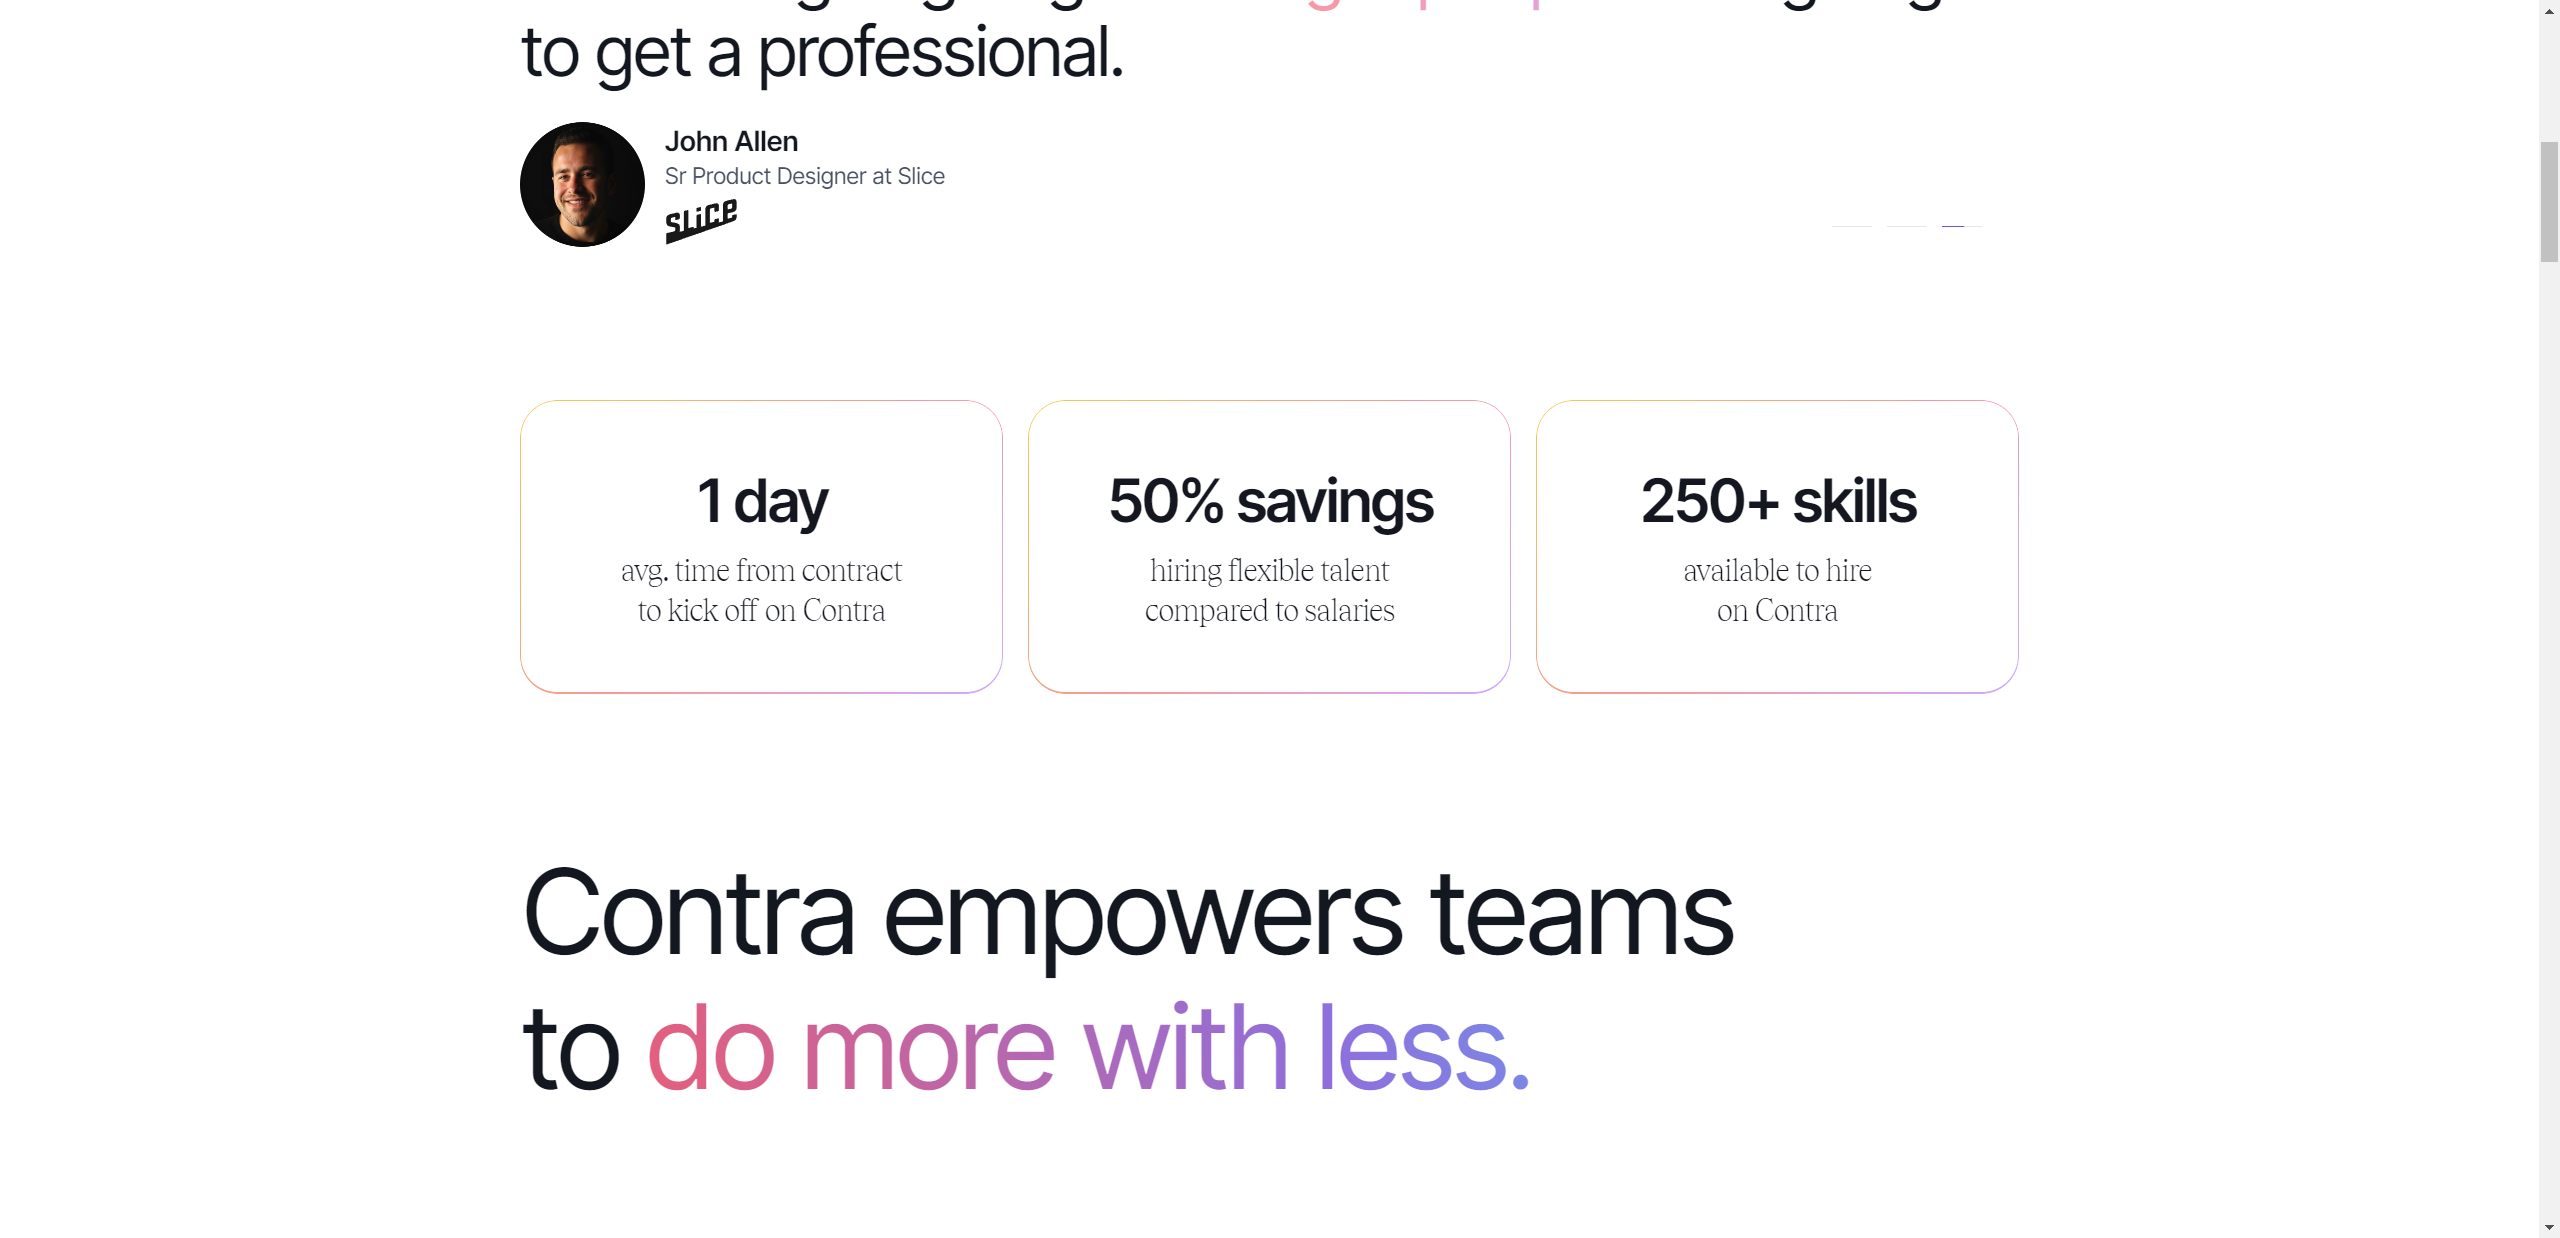 to get a professional.
John Allen
Sr Product Designer at Slice
SLiCE
1 day
avg. time from contract
to kick off on Contra
50% savings
hiring flexible talent
compared to salaries
250+ skills
available to hire
on Contra
Contra empowers teams
to do more with less.